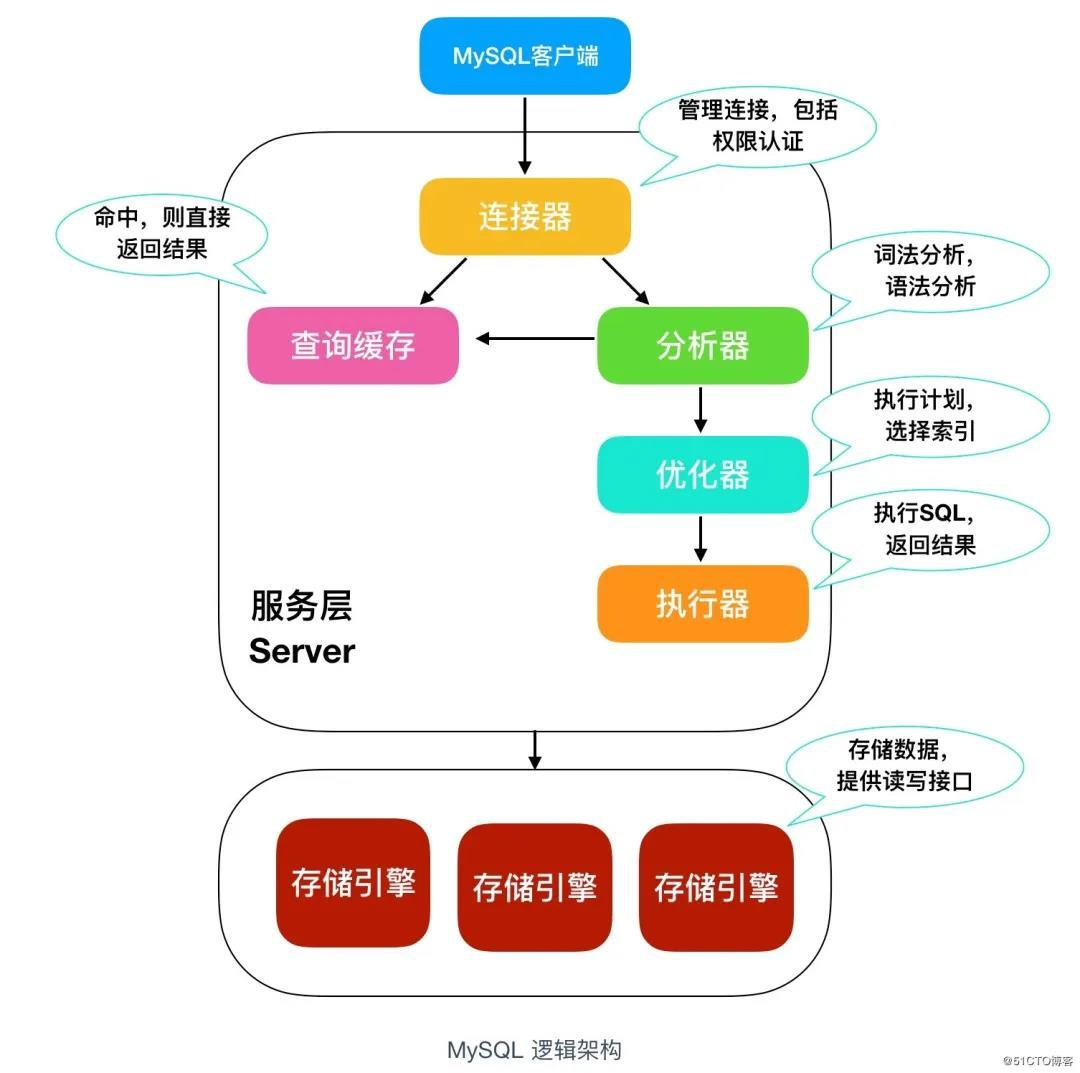 MySQL客户端
管理连接，包括
权限认证
连接器
命中，则直接
返回结果
词法分析，
语法分析
查询缓存
分析器
执行计划，
选择索引
优化器
执行SQL，
返回结果
执行器
服务层
Server
存储数据，
提供读写接口
存储引擎
存储引擎
存储引擎
MySQL 逻辑架构
@51CTO博客